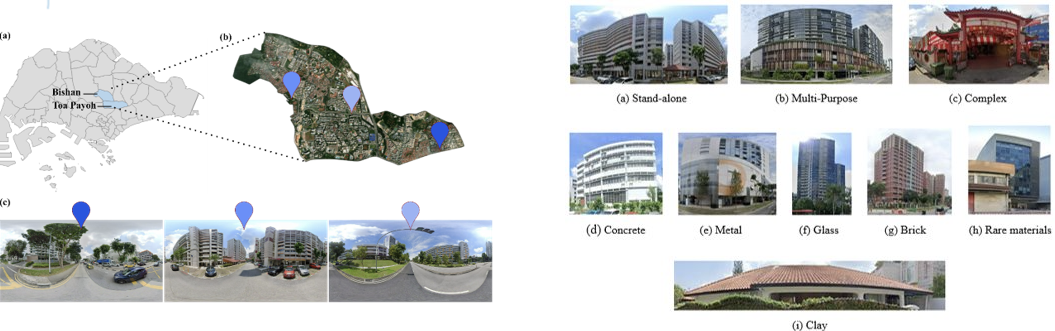 (a)
(b)
Bishan
Toa Payoh
(c)
(a) Stand-alone
(b) Multi-Purpose
(c) Complex
(d) Concrete
(e) Metal
(f) Glass
(g) Brick
(h) Rare materials
(i) Clay